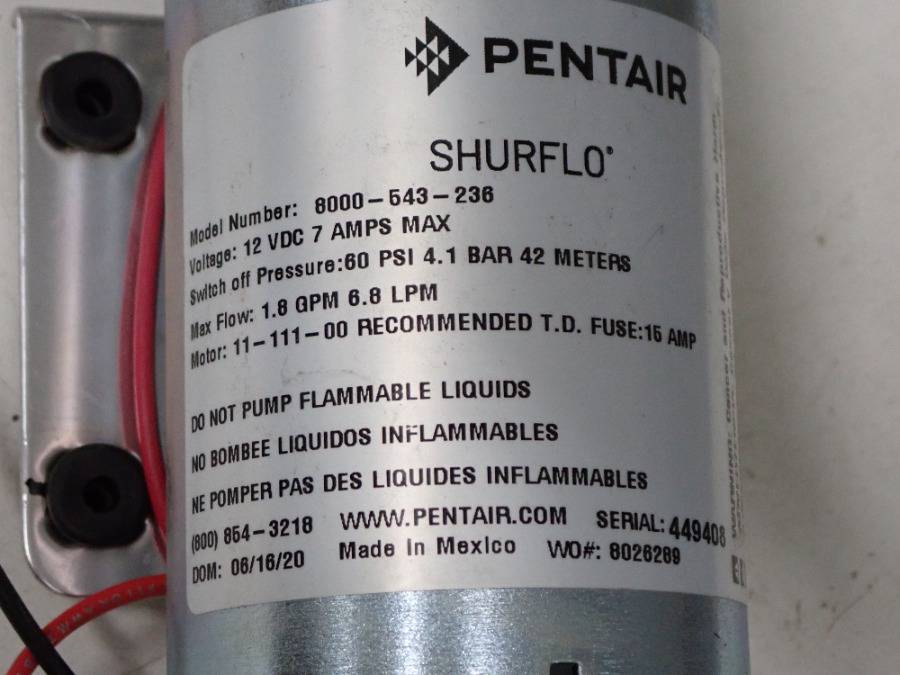 PENTAIR
SHURFLO®
Model Number: 8000-543-236
Voltage: 12 VDC 7 AMPS MAX
Switch off Pressure:60 PSI 4.1 BAR 42 METERS
Max Flow: 1.8 GPM 6.8 LPM
Motor: 11-111-00 RECOMMENDED T.D. FUSE:15 AMP
DO NOT PUMP FLAMMABLE LIQUIDS
NO BOMBEE LIQUIDOS INFLAMMABLES
NE POMPER PAS DES LIQUIDES INFLAMMABLES
(800) 854-3218 WWW.PENTAIR.COM SERIAL: 449408
DOM: 06/16/20 Made in Mexico WO#: 8026289